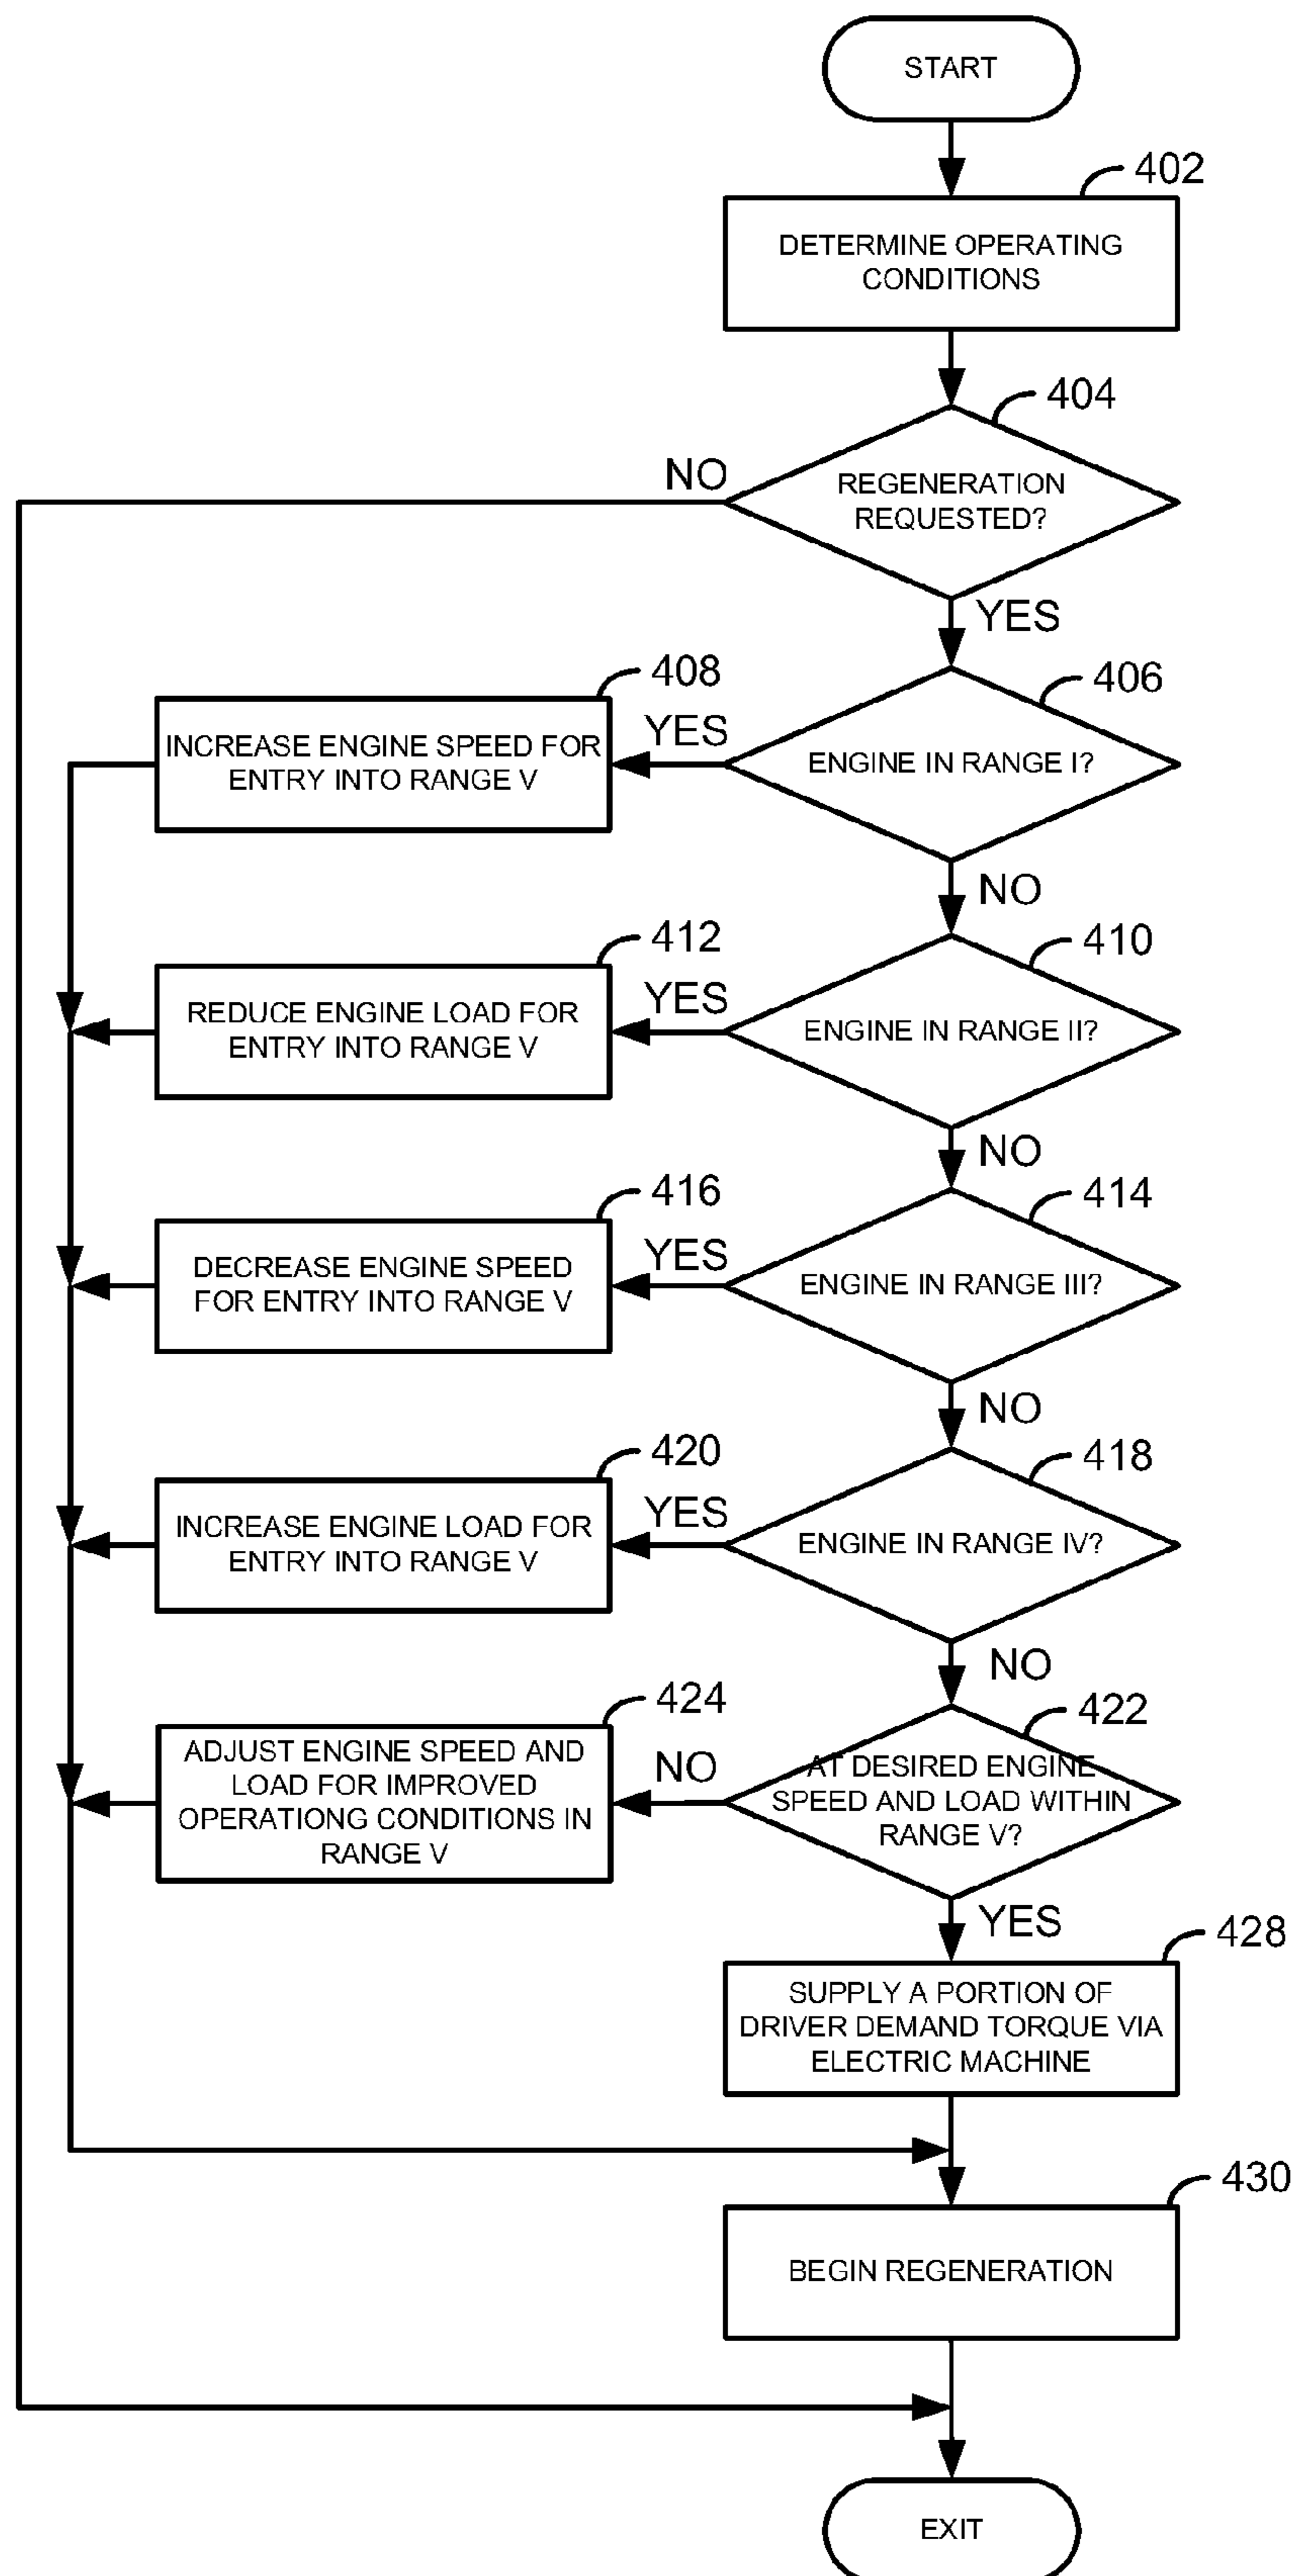 START
402
DETERMINE OPERATING
CONDITIONS
404
NO
REGENERATION
REQUESTED?
YES
408
406
INCREASE ENGINE SPEED FOR
ENTRY INTO RANGE V
YES
ENGINE IN RANGE I?
NO
412
410
REDUCE ENGINE LOAD FOR
ENTRY INTO RANGE V
YES
ENGINE IN RANGE II?
NO
416
414
DECREASE ENGINE SPEED
FOR ENTRY INTO RANGE V
YES
ENGINE IN RANGE III?
NO
420
418
INCREASE ENGINE LOAD FOR
ENTRY INTO RANGE V
YES
ENGINE IN RANGE IV?
NO
424
422
ADJUST ENGINE SPEED AND
LOAD FOR IMPROVED
OPERATIONG CONDITIONS IN
RANGE V
NO
AT DESIRED ENGINE
SPEED AND LOAD WITHIN
RANGE V?
YES
428
SUPPLY A PORTION OF
DRIVER DEMAND TORQUE VIA
ELECTRIC MACHINE
430
BEGIN REGENERATION
EXIT